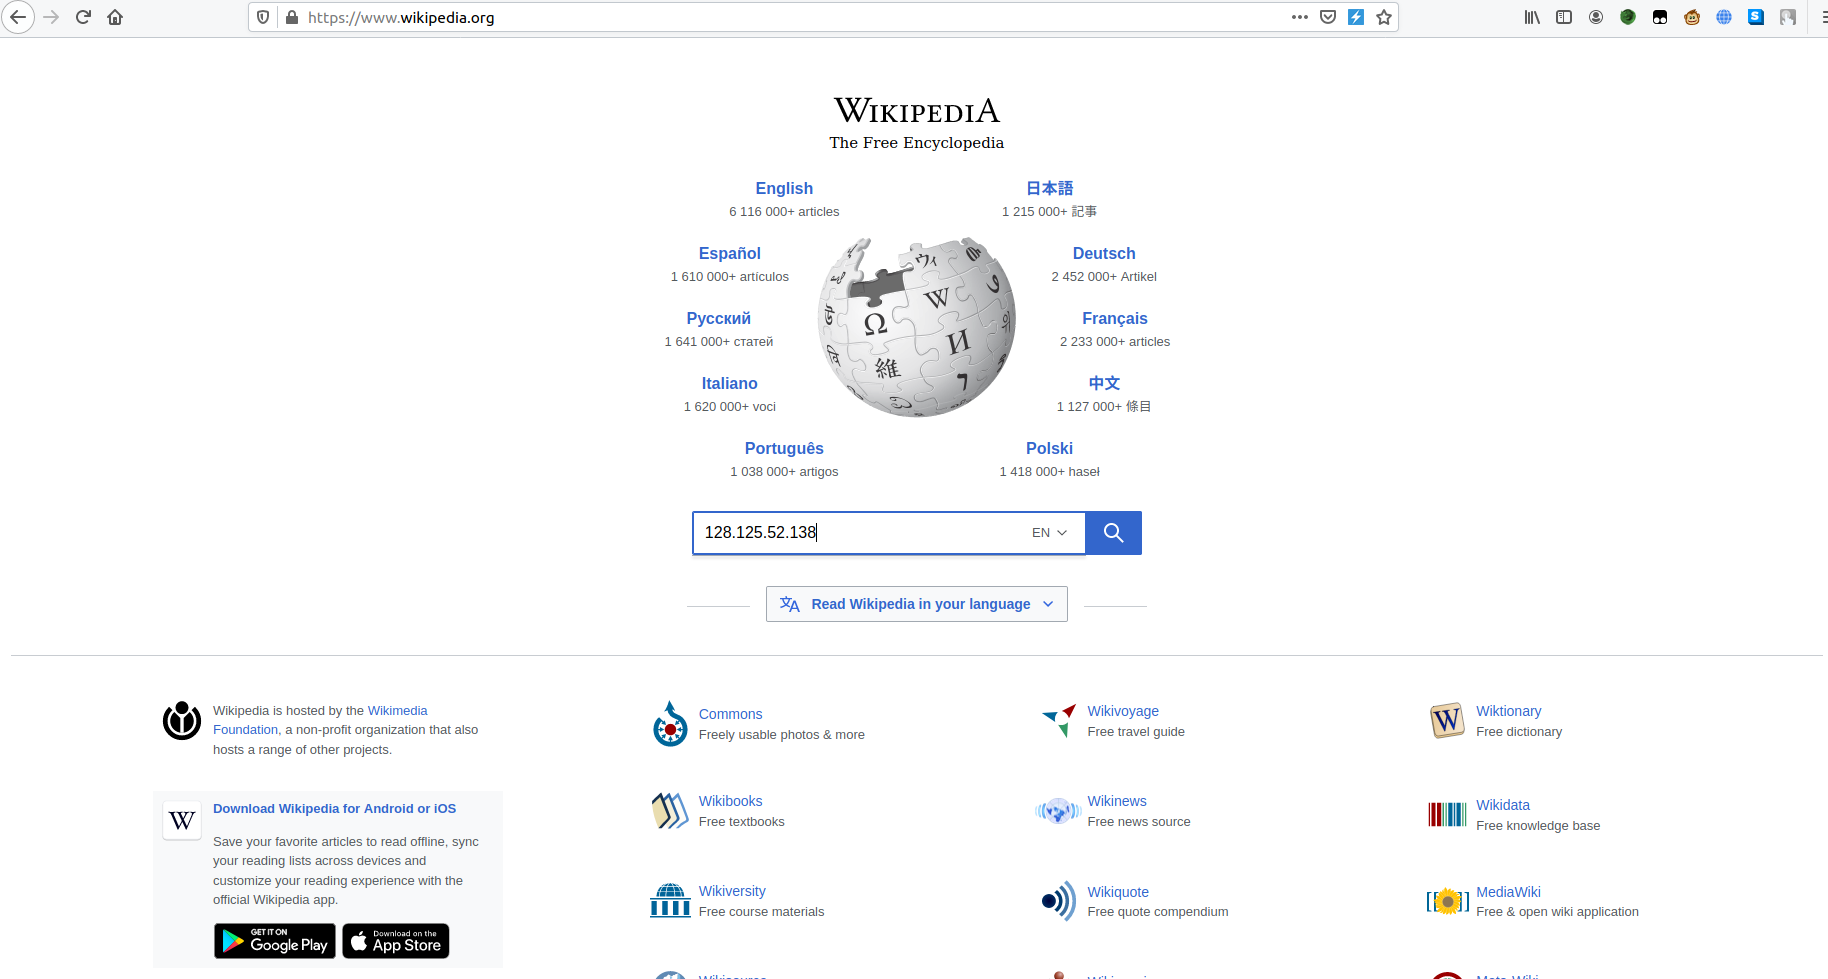 https://www.wikipedia.org
WIKIPEDIA
The Free Encyclopedia
English
6 116 000+ articles
日本語
1 215 000+ 記事
Español
1 610 000+ artículos
Deutsch
2 452 000+ Artikel
Русский
1 641 000+ статей
Français
2 233 000+ articles
Italiano
1 620 000+ voci
中文
1 127 000+ 條目
Português
1 038 000+ artigos
Polski
1 418 000+ haseł
128.125.52.138
EN
Read Wikipedia in your language
Wikipedia is hosted by the Wikimedia
Foundation, a non-profit organization that also
hosts a range of other projects.
Download Wikipedia for Android or iOS
Save your favorite articles to read offline, sync
your reading lists across devices and
customize your reading experience with the
official Wikipedia app.
GET IT ON
Google Play
Download on the
App Store
Commons
Freely usable photos & more
Wikivoyage
Free travel guide
Wiktionary
Free dictionary
Wikibooks
Free textbooks
Wikinews
Free news source
Wikidata
Free knowledge base
Wikiversity
Free course materials
Wikiquote
Free quote compendium
MediaWiki
Free & open wiki application